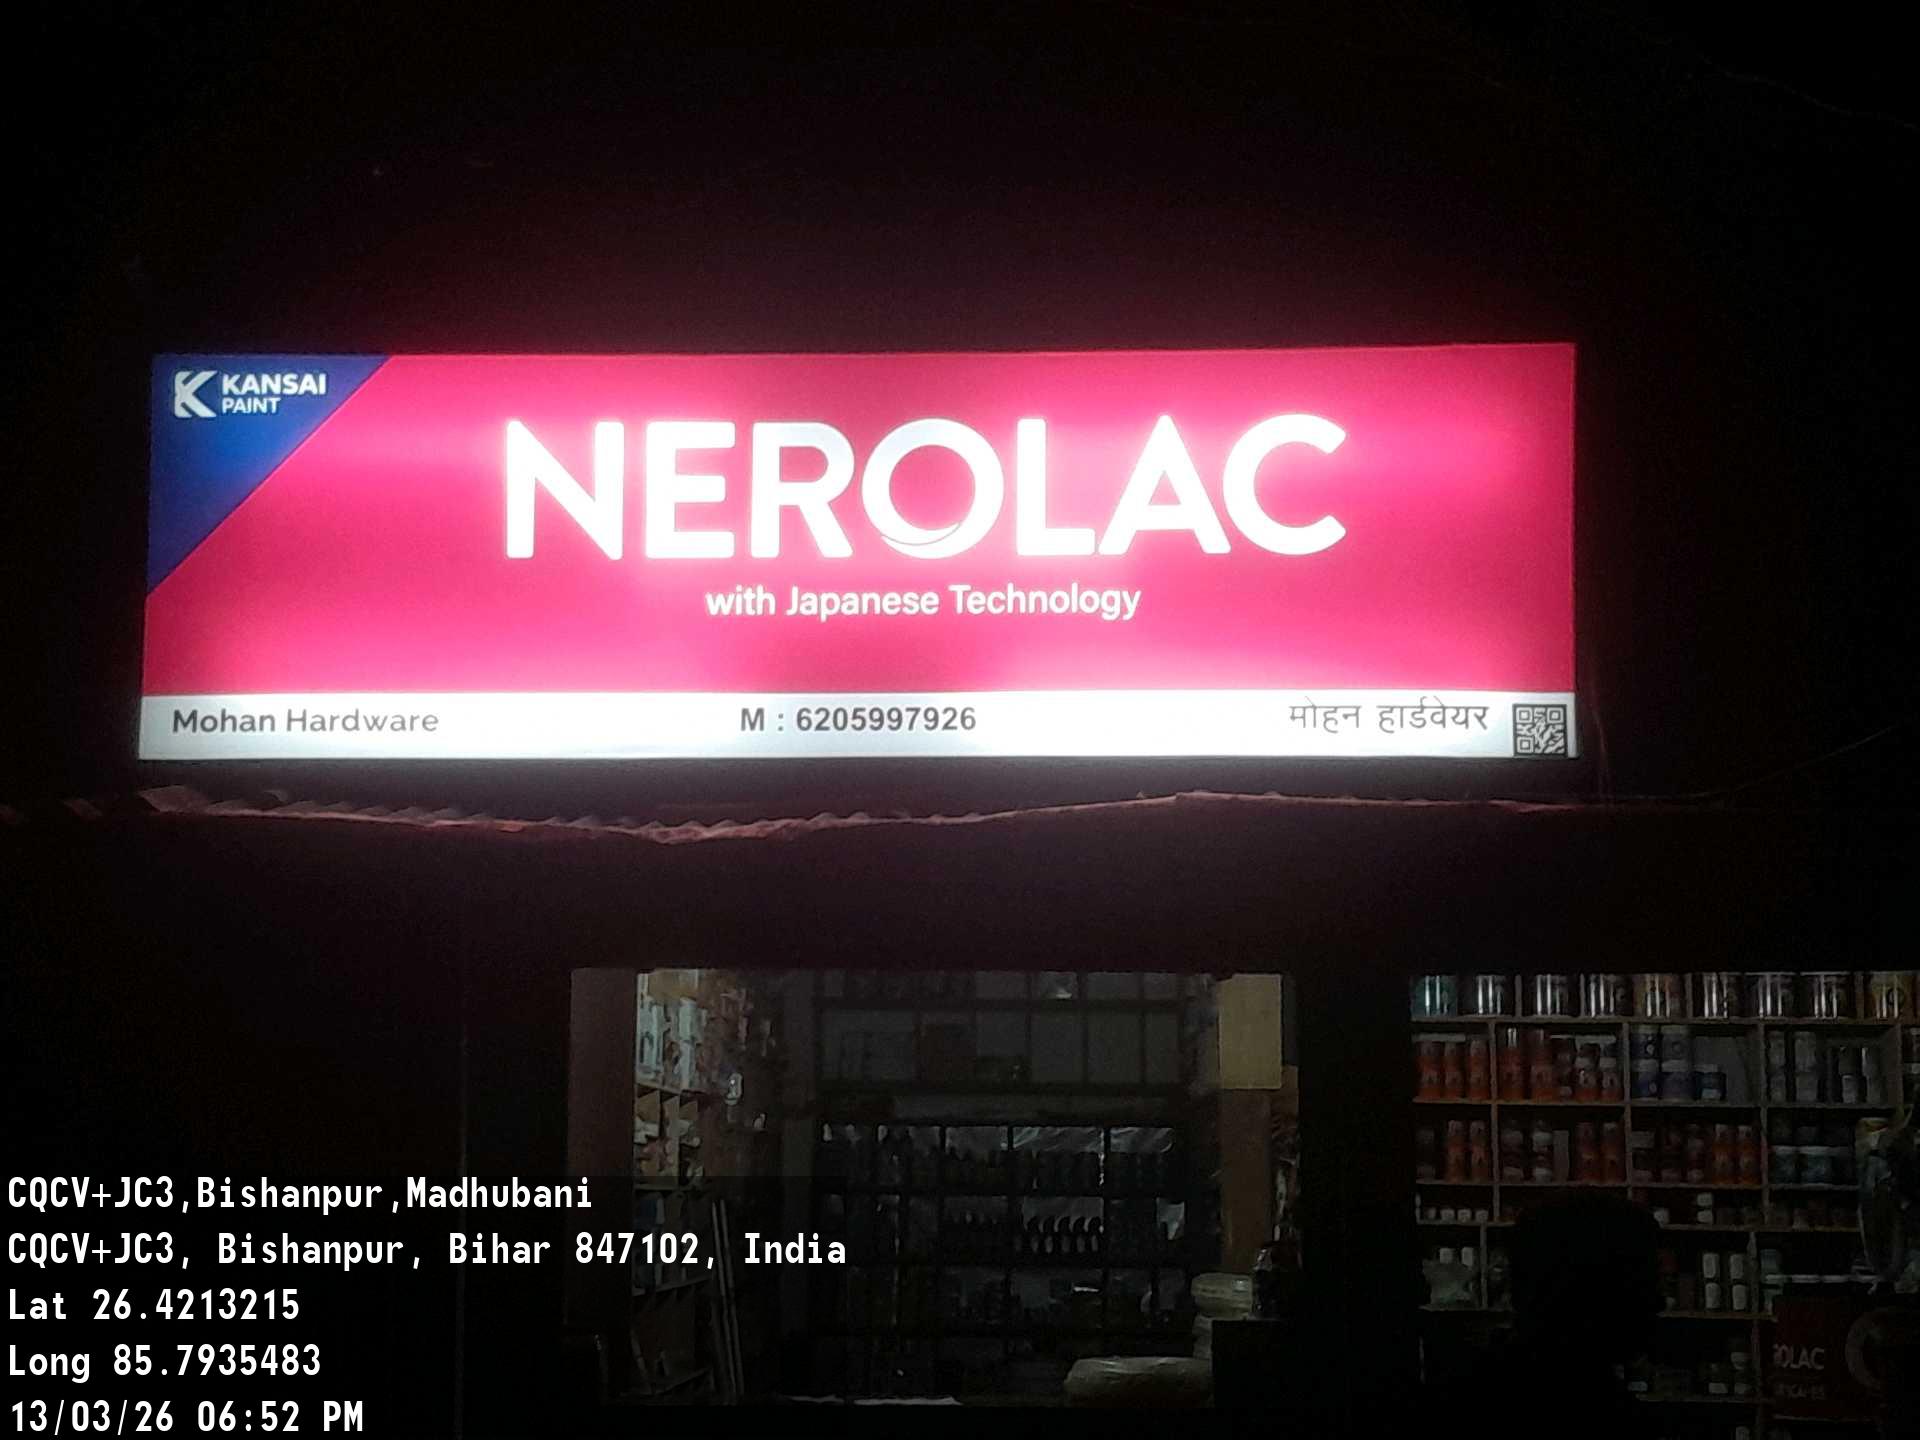 KANSAI
PAINT
NEROLAC
with Japanese Technology
Mohan Hardware
M : 6205997926
मोहन हार्डवेयर
OLAC
CQCV+JC3,Bishanpur,Madhubani
CQCV+JC3, Bishanpur, Bihar 847102, India
Lat 26.4213215
Long 85.7935483
13/03/26 06:52 PM